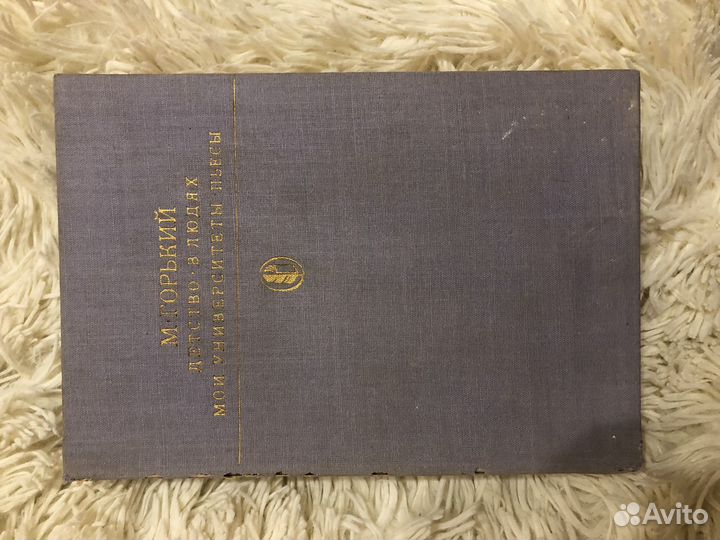 М·ГОРЬКИЙ
ДЕТСТВО·В ЛЮДЯХ
МОИ УНИВЕРСИТЕТЫ·ПЬЕСЫ
Avito